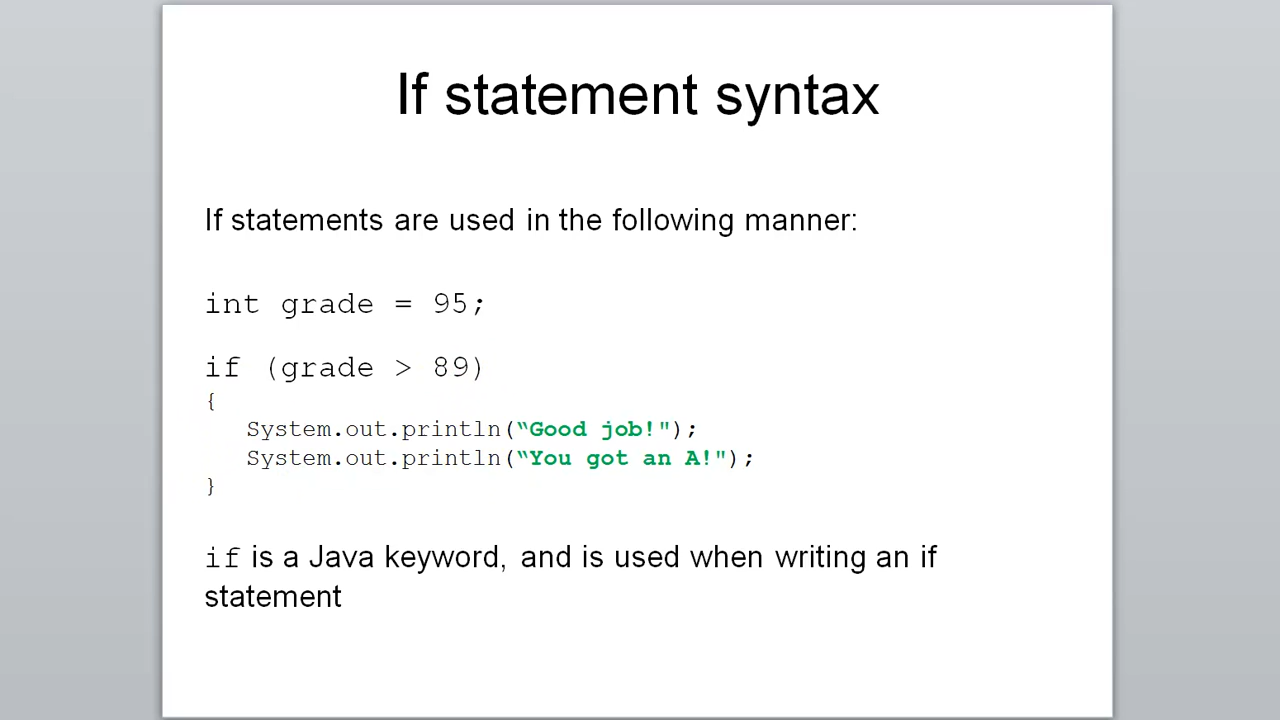 If statement syntax
If statements are used in the following manner:
int grade = 95;
if (grade > 89)
{
System.out.println(“Good job!");
System.out.println(“You got an A!");
}
if is a Java keyword, and is used when writing an if
statement